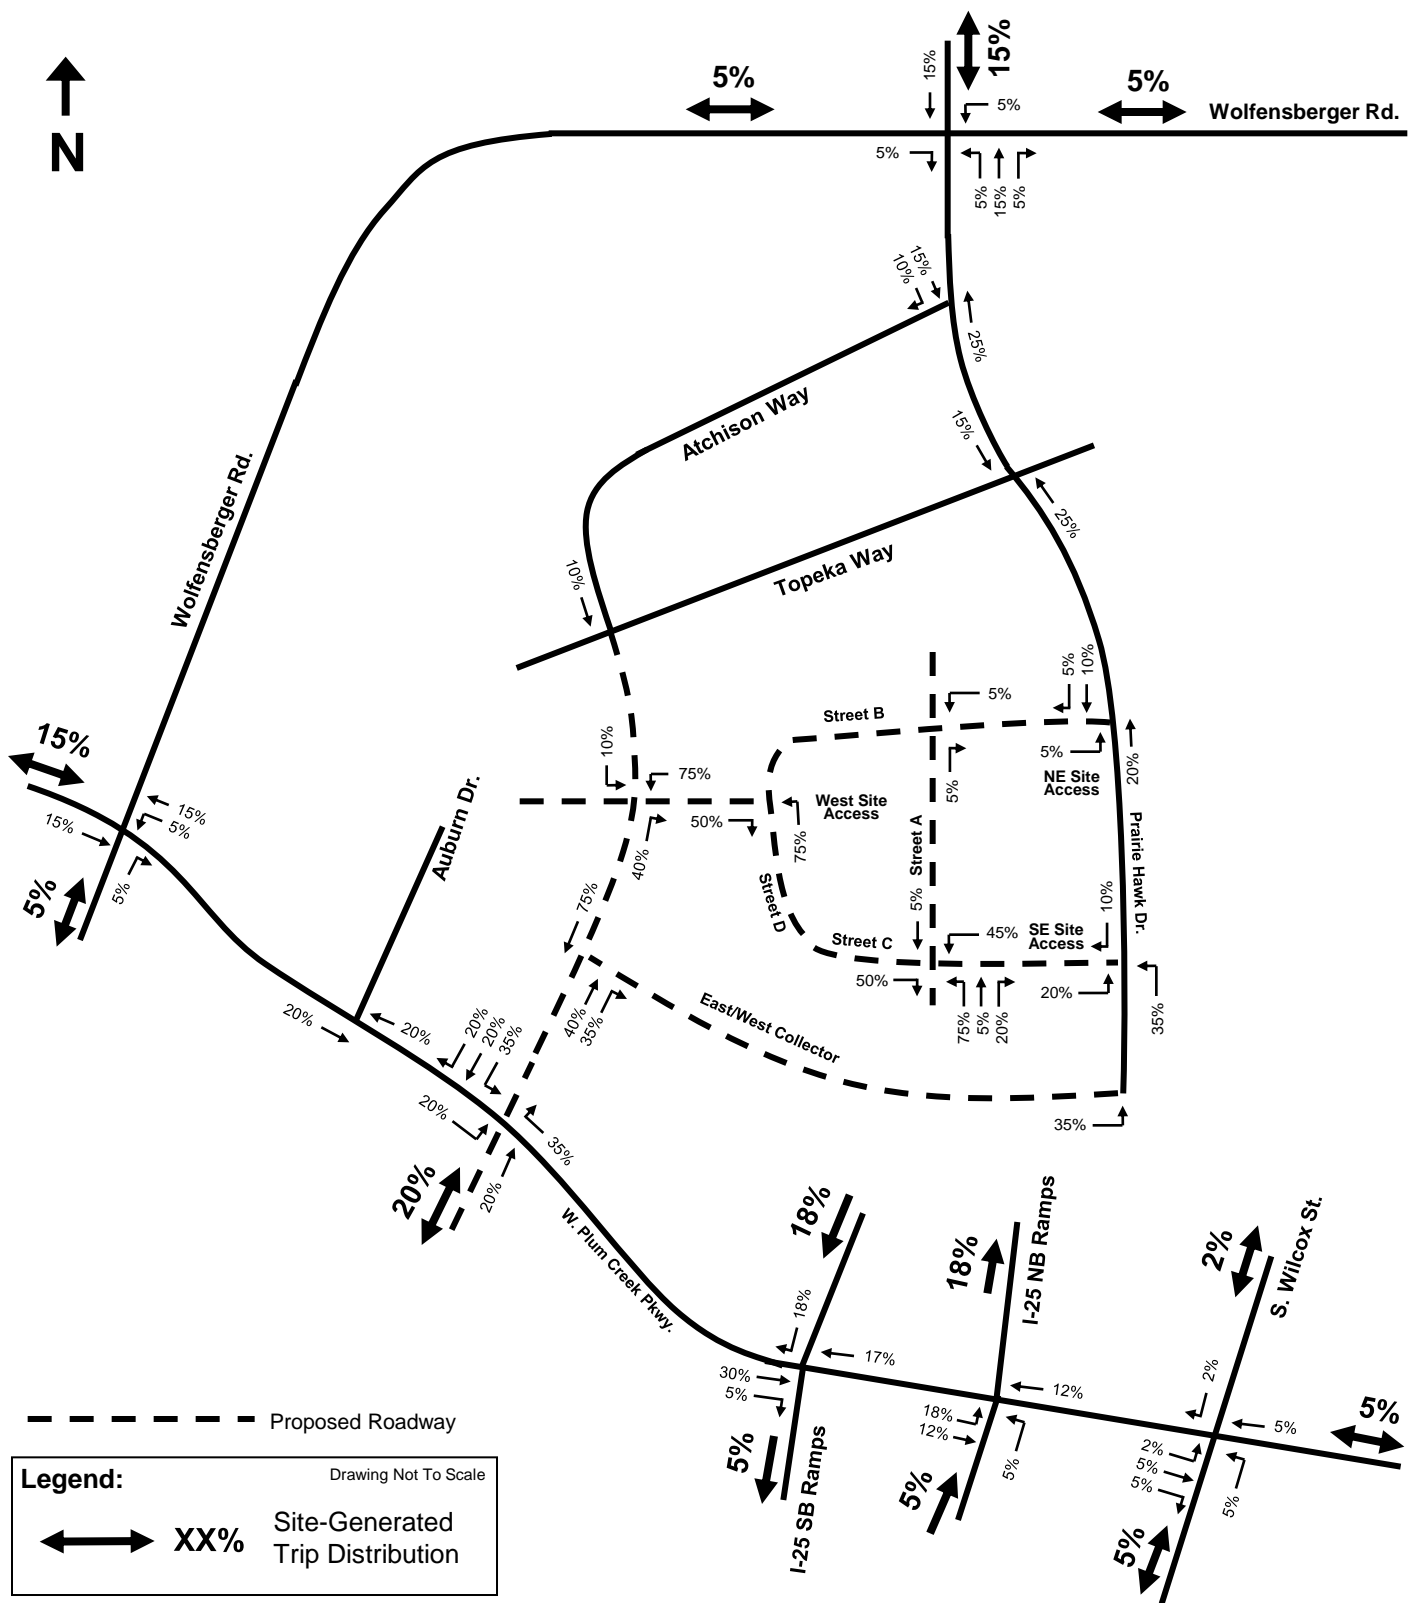 15%
15%
5%
5%
5%
Wolfensberger Rd.
N
5%
5%
15%
5%
15%
10%
25%
Atchison Way
15%
Wolfensberger Rd.
25%
Topeka Way
10%
5%
10%
5%
Street B
15%
10%
75%
5%
20%
NE Site
Access
5%
Auburn Dr.
West Site
Access
50%
75%
40%
Street A
Prairie Hawk Dr.
15%
5%
15%
5%
5%
75%
Street D
5%
10%
45%
SE Site
Access
Street C
50%
20%
35%
75%
5%
20%
East/West Collector
40%
35%
20%
20%
20%
20%
35%
20%
35%
35%
20%
20%
W. Plum Creek Pkwy.
18%
18%
I-25 NB Ramps
2%
S. Wilcox St.
18%
17%
30%
5%
12%
2%
18%
12%
5%
5%
5%
2%
5%
5%
5%
5%
I-25 SB Ramps
5%
5%
Proposed Roadway
Legend:
Drawing Not To Scale
XX%
Site-Generated
Trip Distribution